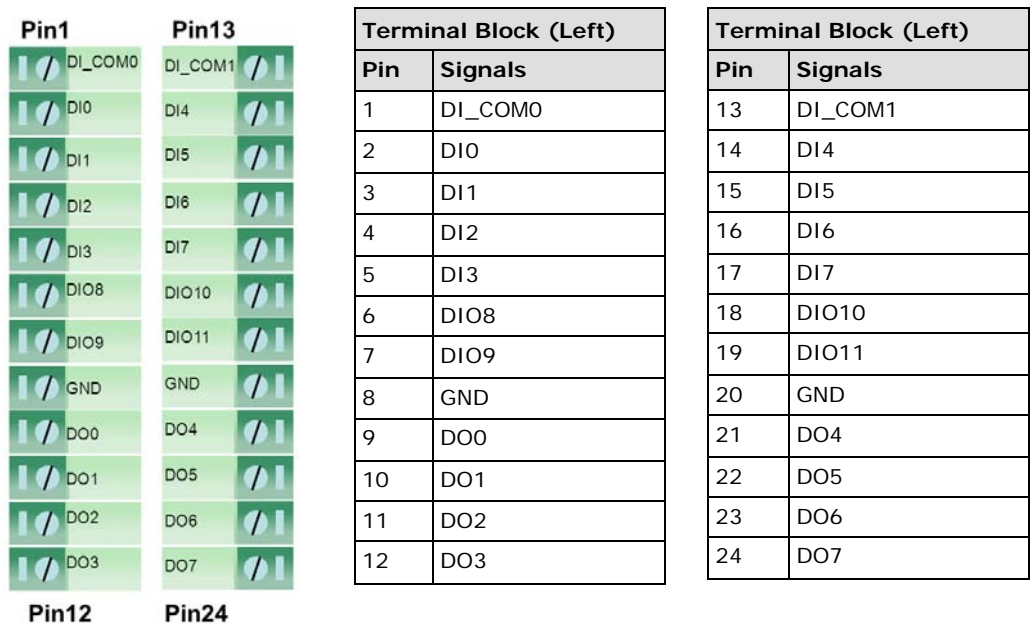 Pin1 Pin13
DI_COM0 DI_COM1
DI0 DI4
DI1 DI5
DI2 DI6
DI3 DI7
DIO8 DIO10
DIO9 DIO11
GND GND
DO0 DO4
DO1 DO5
DO2 DO6
DO3 DO7
Pin12 Pin24
Terminal Block (Left)
Pin Signals
1 DI_COM0
2 DI0
3 DI1
4 DI2
5 DI3
6 DIO8
7 DIO9
8 GND
9 DO0
10 DO1
11 DO2
12 DO3
Terminal Block (Left)
Pin Signals
13 DI_COM1
14 DI4
15 DI5
16 DI6
17 DI7
18 DIO10
19 DIO11
20 GND
21 DO4
22 DO5
23 DO6
24 DO7